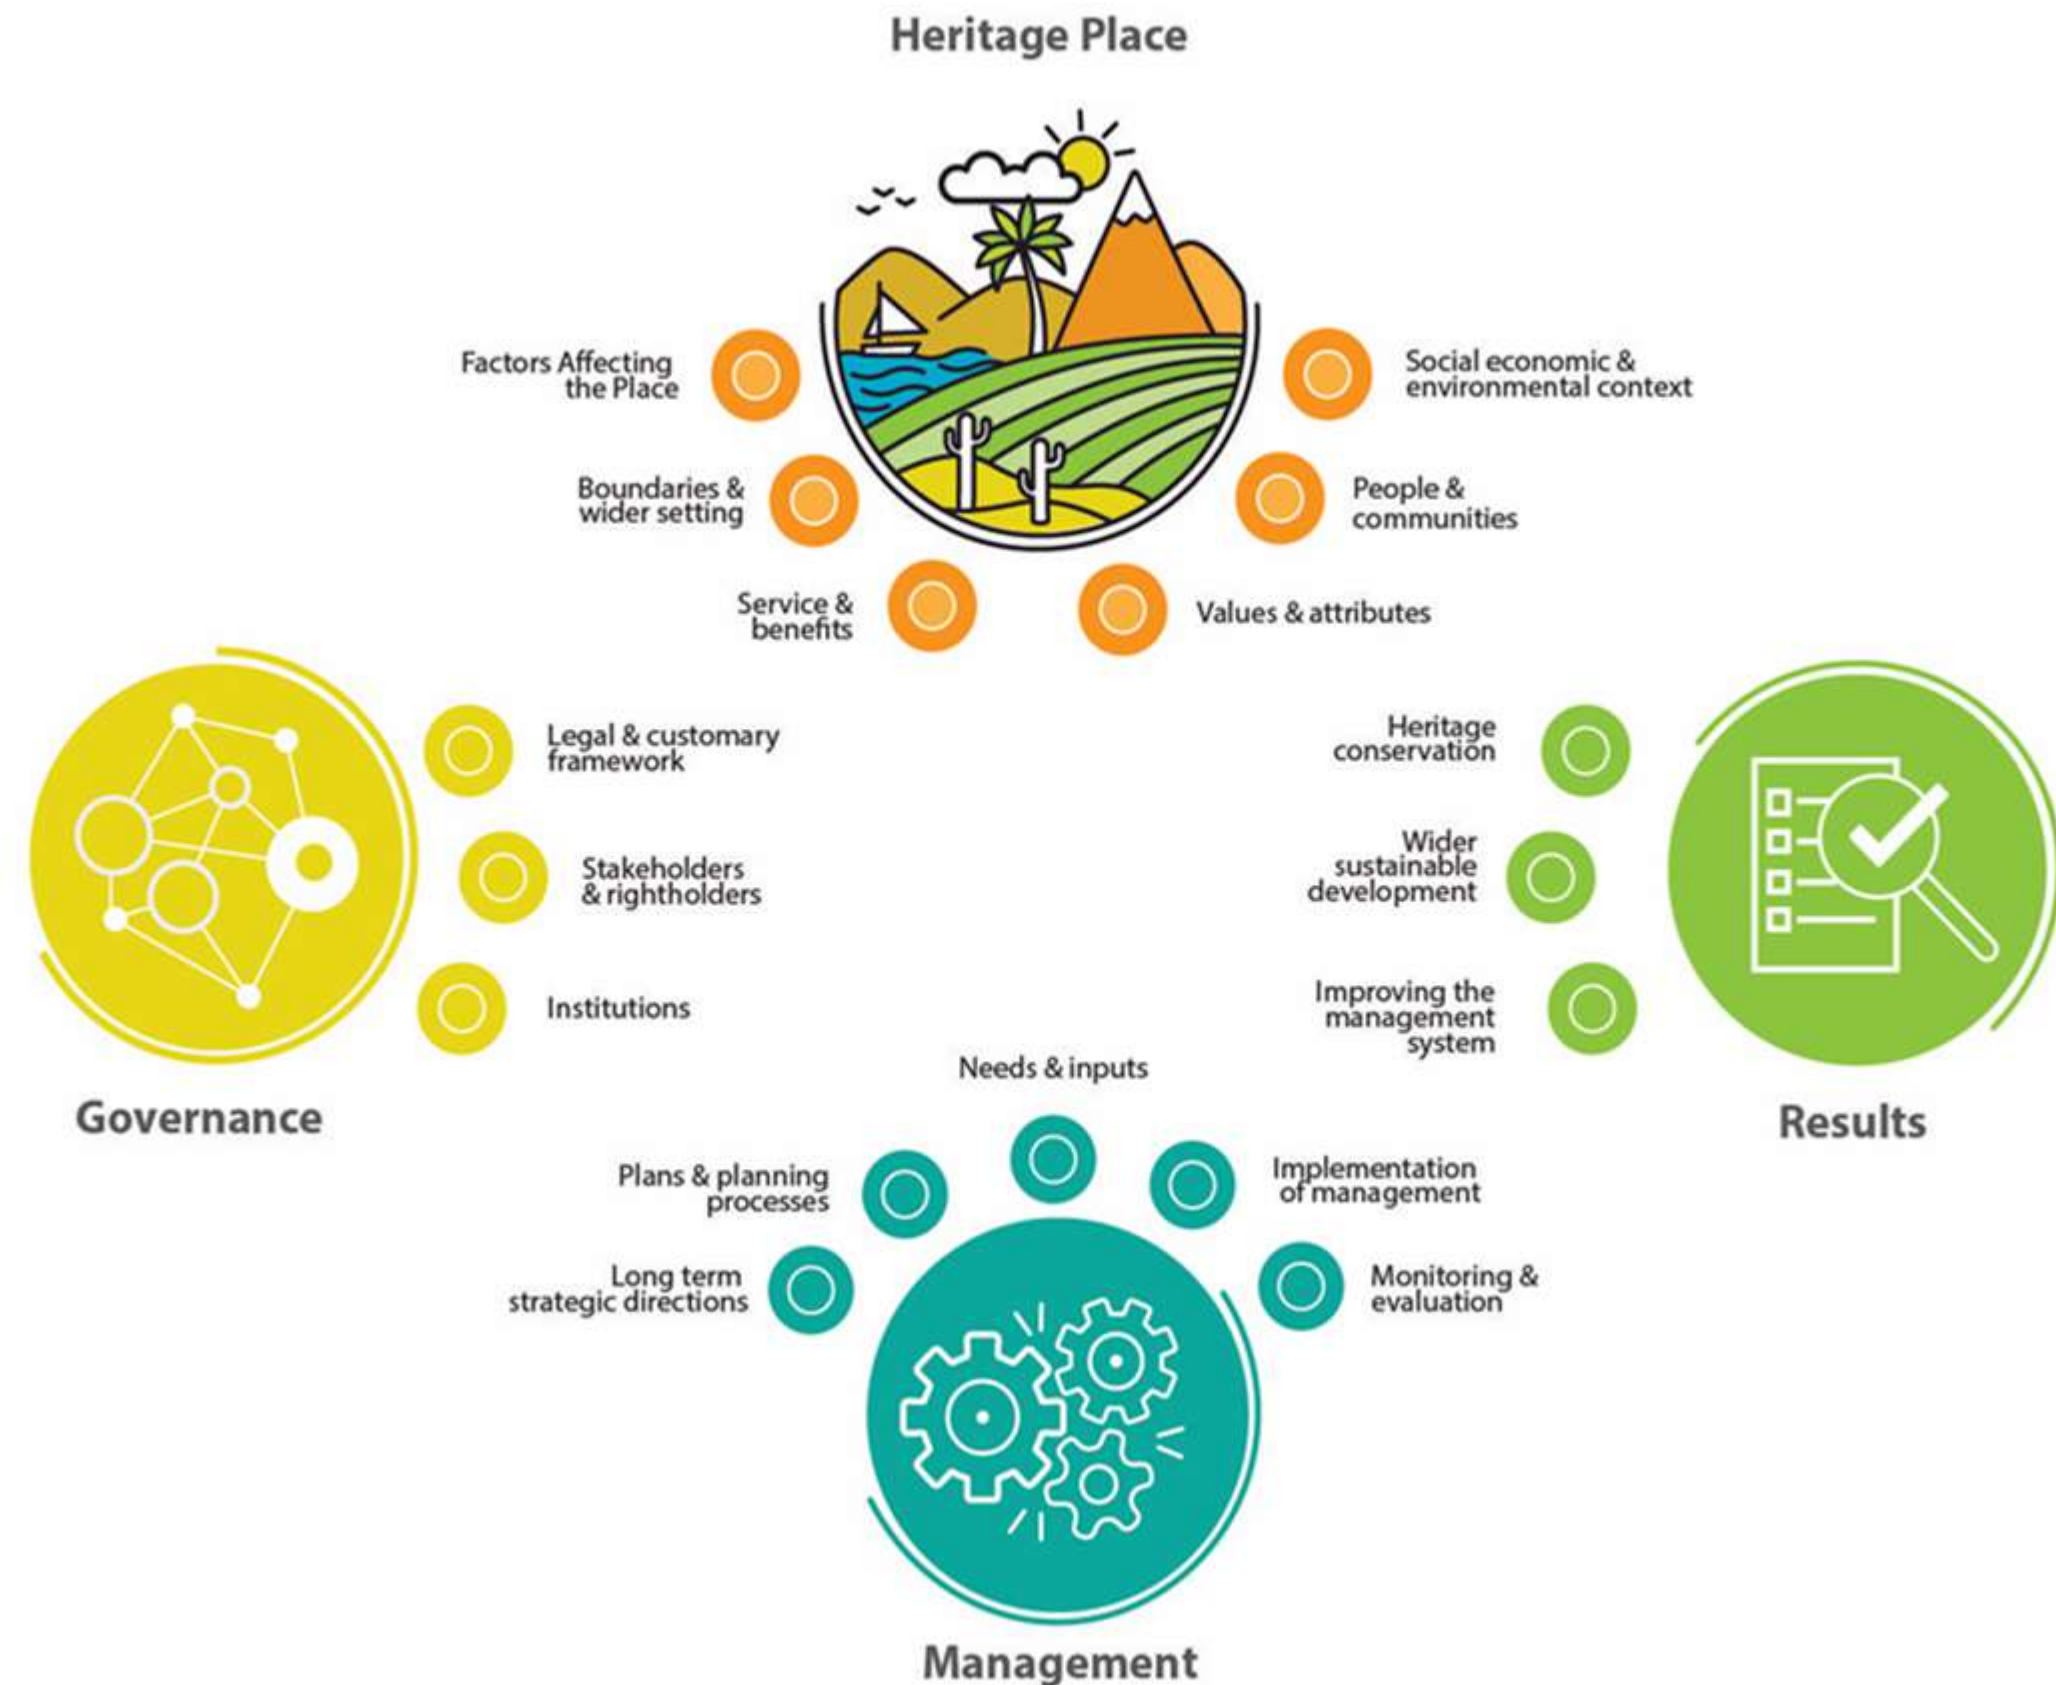 Heritage Place
Factors Affecting
the Place
Social economic &
environmental context
Boundaries &
wider setting
People &
communities
Service &
benefits
Values & attributes
Legal & customary
framework
Stakeholders
& rightholders
Institutions
Governance
Heritage
conservation
Wider
sustainable
development
Improving the
management
system
Results
Needs & inputs
Plans & planning
processes
Implementation
of management
Long term
strategic directions
Monitoring &
evaluation
Management